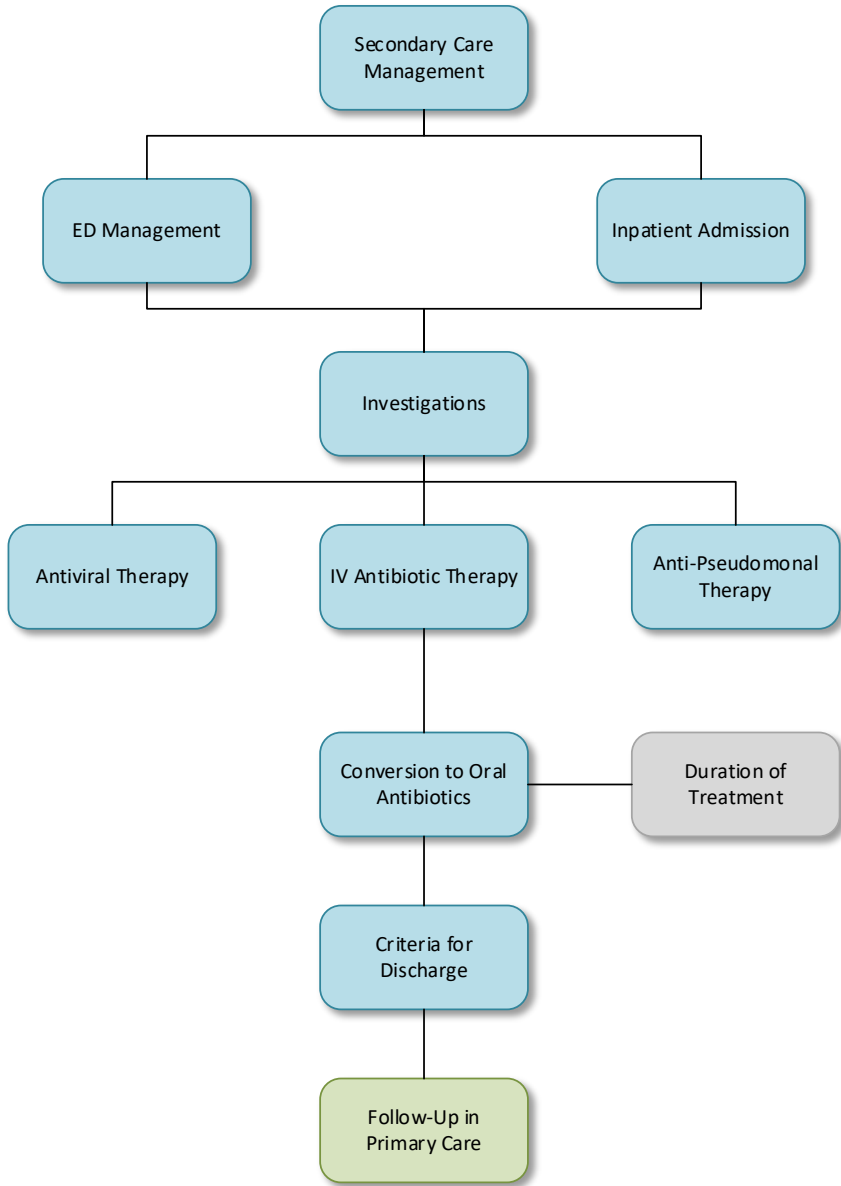 Secondary Care
Management
ED Management
Inpatient Admission
Investigations
Antiviral Therapy
IV Antibiotic Therapy
Anti-Pseudomonal
Therapy
Conversion to Oral
Antibiotics
Duration of
Treatment
Criteria for
Discharge
Follow-Up in
Primary Care